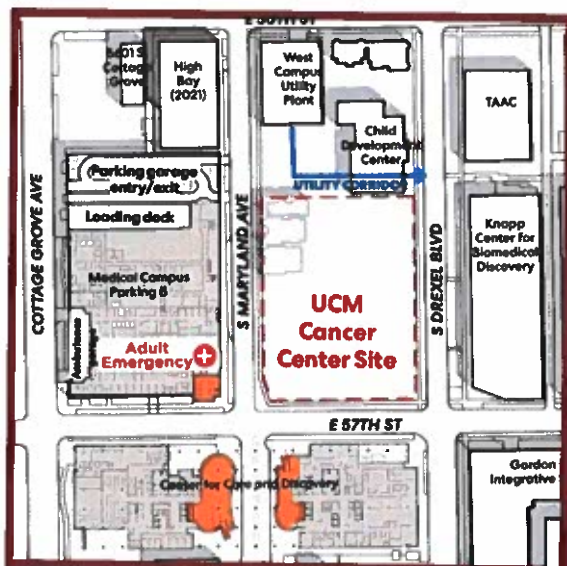 E 56TH ST
5601 S
Cottage
Grove
High
Bay
(2021)
West
Campus
Utility
Plant
TAAC
Child
Development
Center
Parking garage
entry/exit
UTILITY CORRIDOR
Loading dock
COTTAGE GROVE AVE
S MARYLAND AVE
S DREXEL BLVD
Knapp
Center for
Biomedical
Discovery
Medical Campus
Parking B
UCM
Cancer
Center Site
Ambulance
Adult
Emergency
E 57TH ST
Center for Care and Discovery
Gordon
Integrative